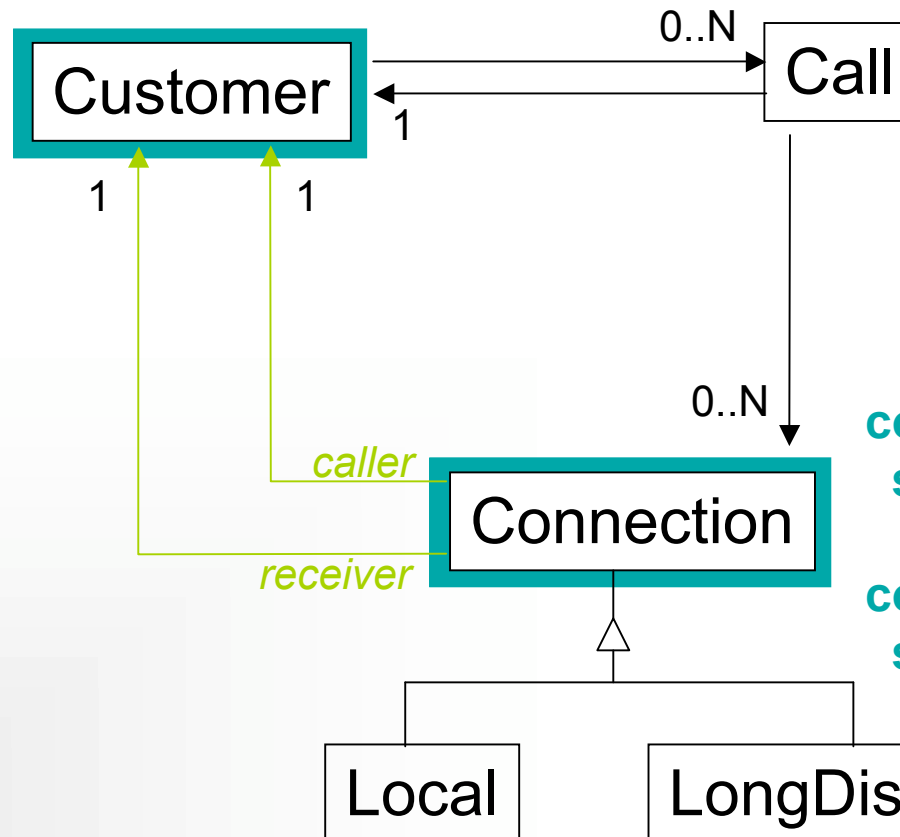 0..N
Customer
Call
1
1
1
0..N
caller
Connection
receiver
Local